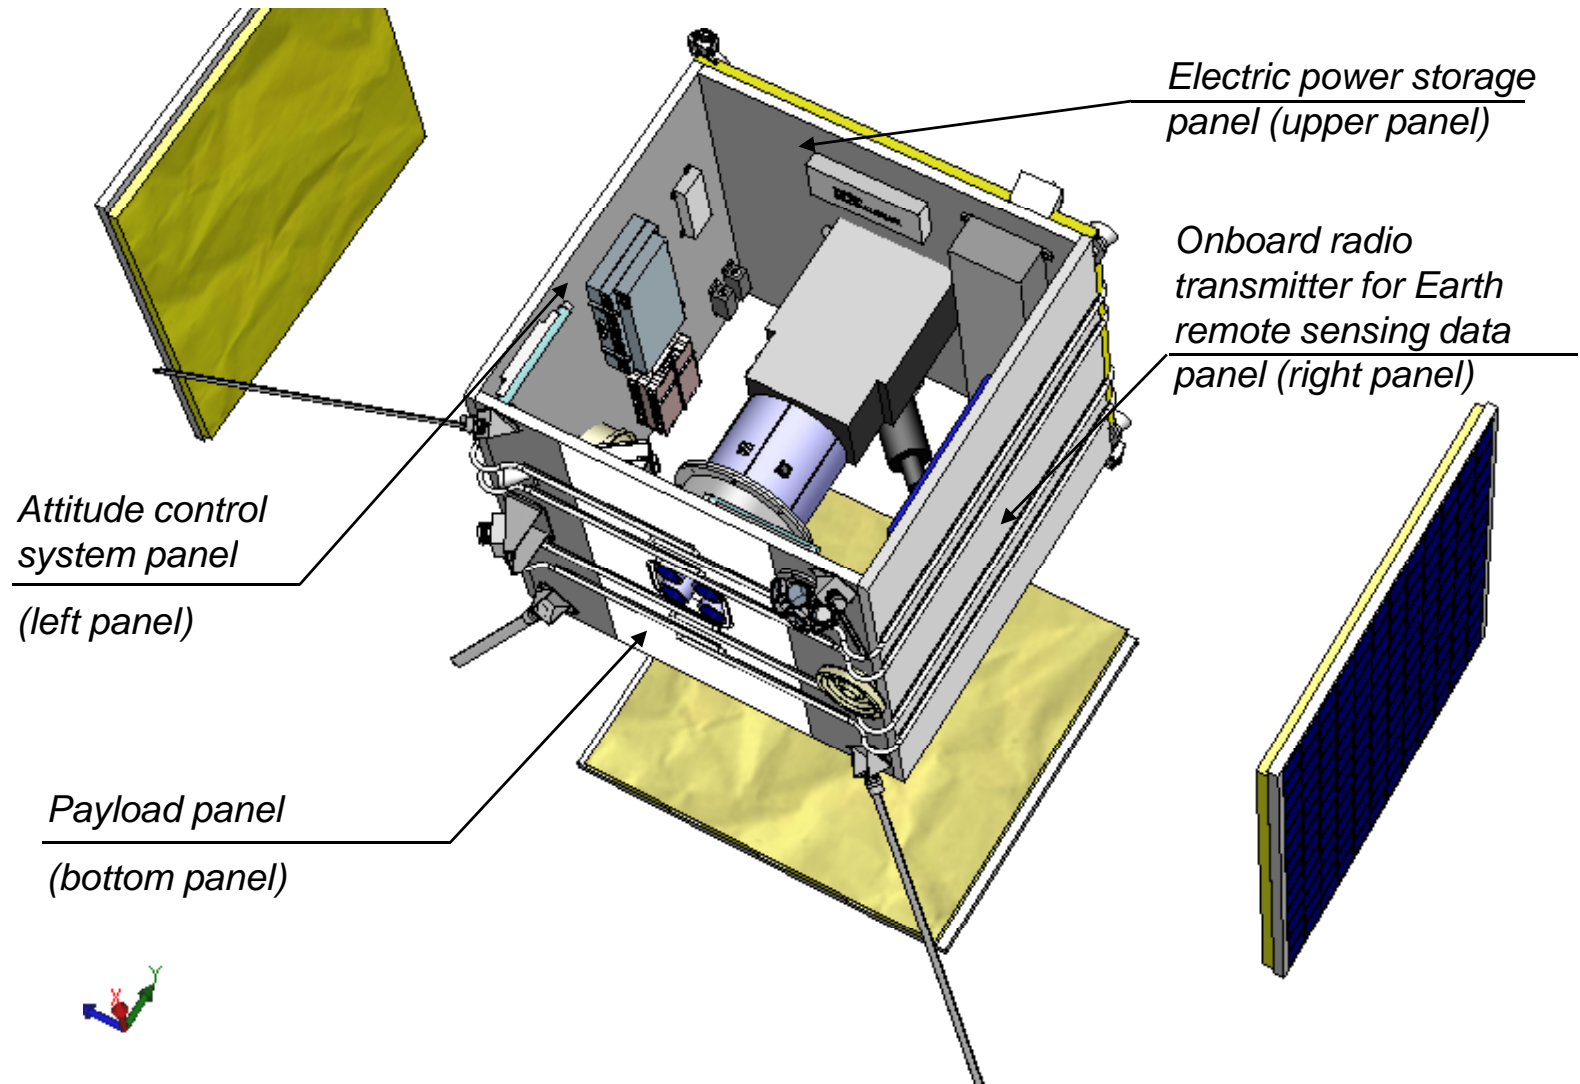 Electric power storage
panel (upper panel)
Onboard radio
transmitter for Earth
remote sensing data
panel (right panel)
Attitude control
system panel
(left panel)
Payload panel
(bottom panel)
Y
X